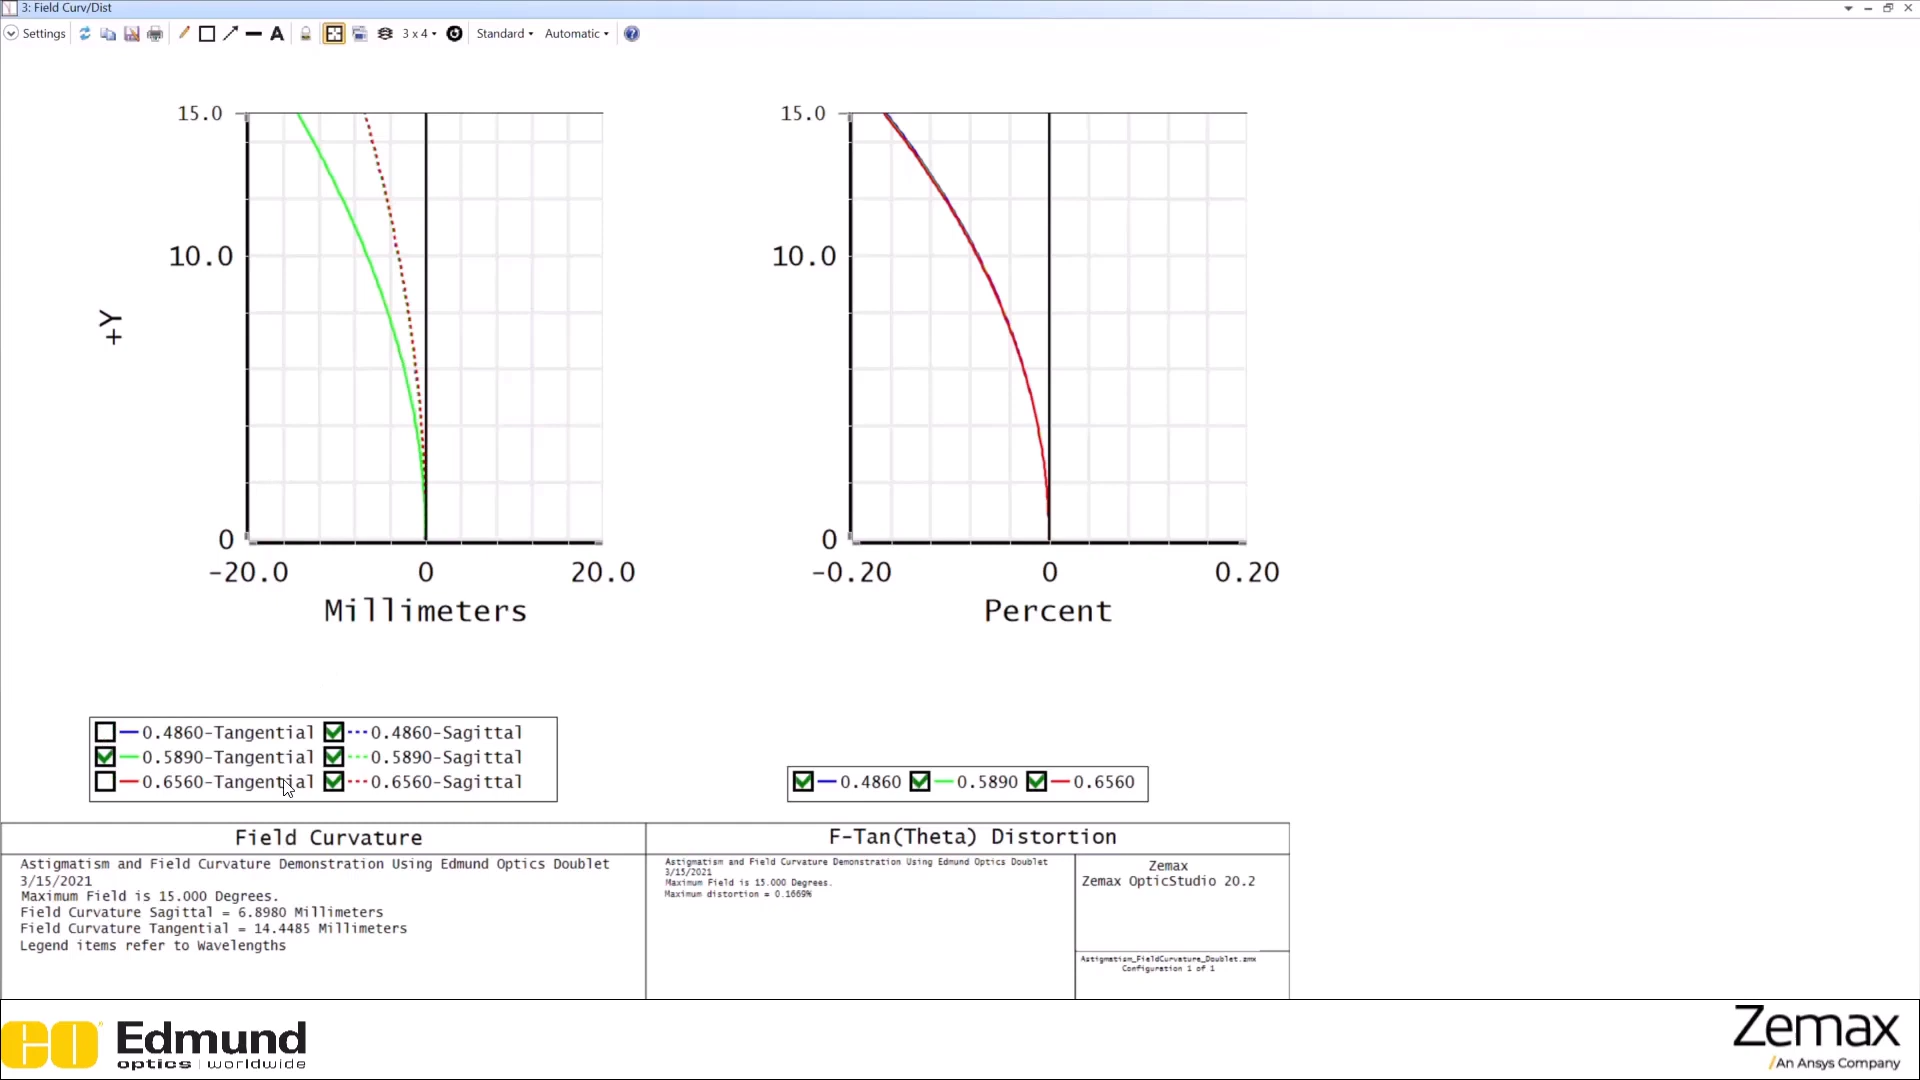 3: Field Curv/Dist
Settings
A
3 x 4
Standard
Automatic
15.0
10.0
0
+Y
-20.0 0 20.0
Millimeters
15.0
10.0
0
-0.20 0 0.20
Percent
0.4860-Tangential 0.4860-Sagittal
0.5890-Tangential 0.5890-Sagittal
0.6560-Tangential 0.6560-Sagittal
0.4860 0.5890 0.6560
Field Curvature
Astigmatism and Field Curvature Demonstration Using Edmund Optics Doublet
3/15/2021
Maximum Field is 15.000 Degrees.
Field Curvature Sagittal = 6.8980 Millimeters
Field Curvature Tangential = 14.4485 Millimeters
Legend items refer to Wavelengths
F-Tan(Theta) Distortion
Astigmatism and Field Curvature Demonstration Using Edmund Optics Doublet
3/15/2021
Maximum Field is 15.000 Degrees.
Maximum distortion = 0.1669%
Zemax
Zemax OpticStudio 20.2
Astigmatism_FieldCurvature_Doublet.zmx
Configuration 1 of 1
EO Edmund
optics | worldwide
Zemax
/An Ansys Company